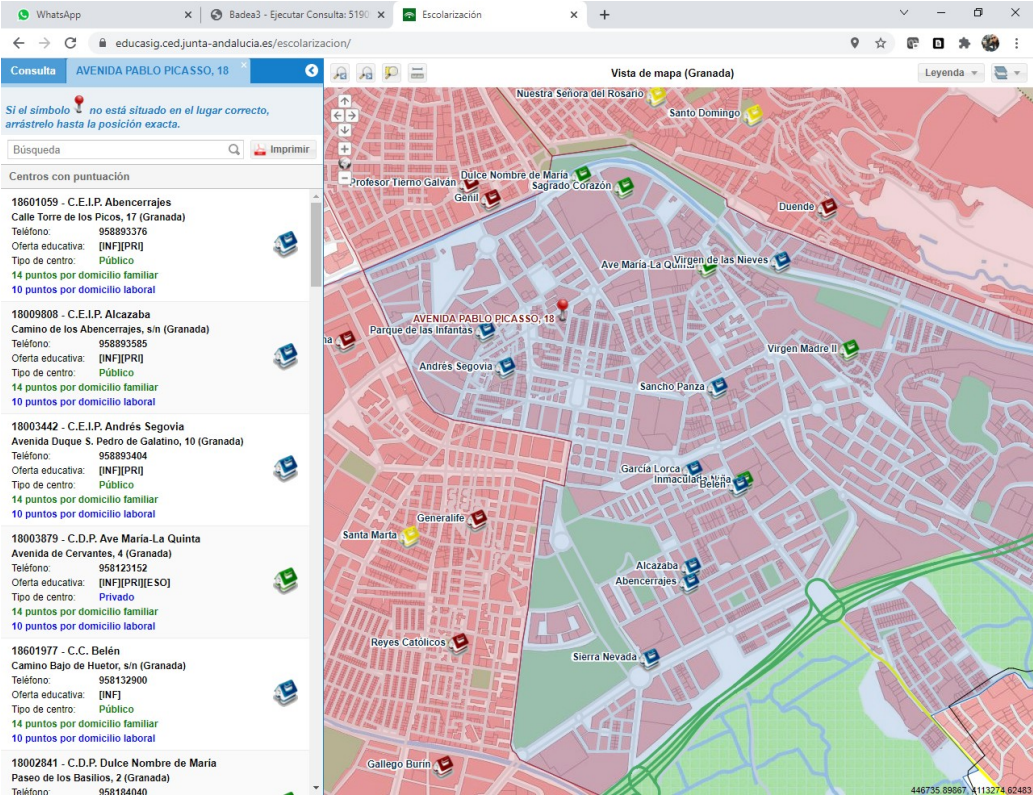 WhatsApp
Badea3 - Ejecutar Consulta: 5190
Escolarización
educasig.ced.junta-andalucia.es/escolarizacion/
Consulta
AVENIDA PABLO PICASSO, 18
Vista de mapa (Granada)
Leyenda
Si el símbolo no está situado en el lugar correcto,
arrástrelo hasta la posición exacta.
Búsqueda
Imprimir
Centros con puntuación
18601059 - C.E.I.P. Abencerrajes
Calle Torre de los Picos, 17 (Granada)
Teléfono: 958893376
Oferta educativa: [INF][PRI]
Tipo de centro: Público
14 puntos por domicilio familiar
10 puntos por domicilio laboral
18009808 - C.E.I.P. Alcazaba
Camino de los Abencerrajes, s/n (Granada)
Teléfono: 958893585
Oferta educativa: [INF][PRI]
Tipo de centro: Público
14 puntos por domicilio familiar
10 puntos por domicilio laboral
18003442 - C.E.I.P. Andrés Segovia
Avenida Duque S. Pedro de Galatino, 10 (Granada)
Teléfono: 958893404
Oferta educativa: [INF][PRI]
Tipo de centro: Público
14 puntos por domicilio familiar
10 puntos por domicilio laboral
18003879 - C.D.P. Ave María-La Quinta
Avenida de Cervantes, 4 (Granada)
Teléfono: 958123152
Oferta educativa: [INF][PRI][ESO]
Tipo de centro: Privado
14 puntos por domicilio familiar
10 puntos por domicilio laboral
18601977 - C.C. Belén
Camino Bajo de Huetor, s/n (Granada)
Teléfono: 958132900
Oferta educativa: [INF]
Tipo de centro: Público
14 puntos por domicilio familiar
10 puntos por domicilio laboral
18002841 - C.D.P. Dulce Nombre de María
Paseo de los Basilios, 2 (Granada)
Teléfono: 958184040
Nuestra Señora del Rosario
Santo Domingo
Dulce Nombre de María
Profesor Tierno Galván
Sagrado Corazón
Genil
Duende
Virgen de las Nieves
Ave María-La Quinta
AVENIDA PABLO PICASSO, 18
Parque de las Infantas
na
Virgen Madre II
Andrés Segovia
Sancho Panza
García Lorca
Inmaculada Niña
Belén
Generalife
Santa Marta
Alcazaba
Abencerrajes
Reyes Católicos
Sierra Nevada
Gallego Burín
446735.89867, 4113274.62483